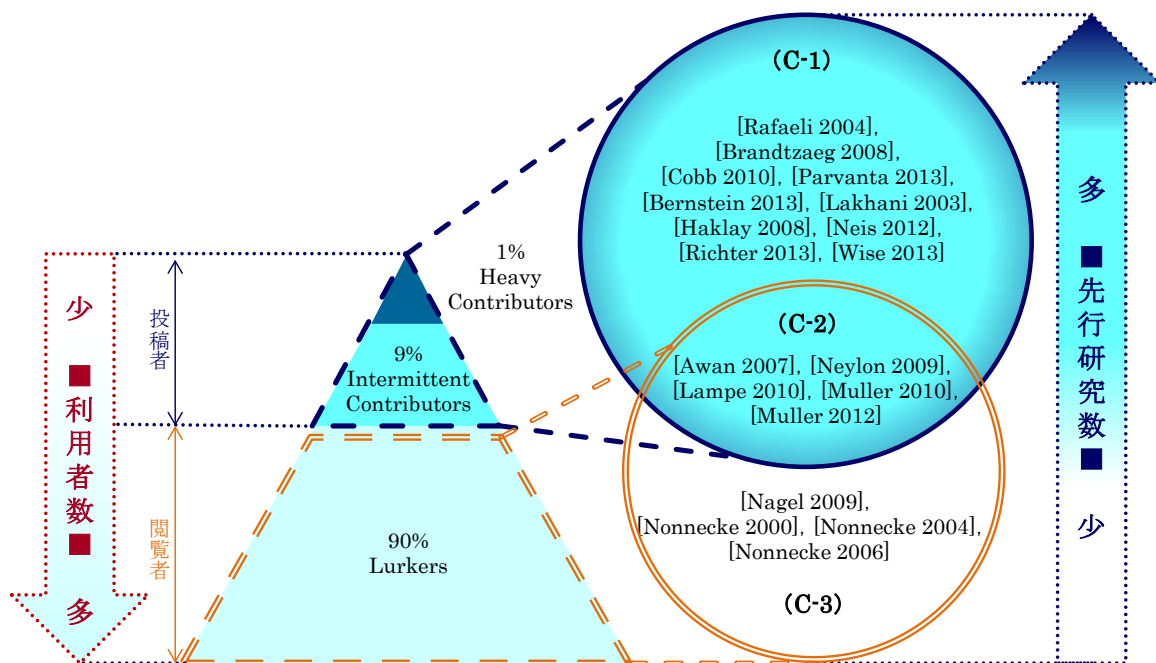 少 ■利用者数■ 多
投稿者
閲覧者
1%
Heavy
Contributors
9%
Intermittent
Contributors
90%
Lurkers
(C-1)
[Rafaeli 2004],
[Brandtzaeg 2008],
[Cobb 2010], [Parvanta 2013],
[Bernstein 2013], [Lakhani 2003],
[Haklay 2008], [Neis 2012],
[Richter 2013], [Wise 2013]
(C-2)
[Awan 2007], [Neylon 2009],
[Lampe 2010], [Muller 2010],
[Muller 2012]
[Nagel 2009],
[Nonnecke 2000], [Nonnecke 2004],
[Nonnecke 2006]
(C-3)
多 ■先行研究数■ 少